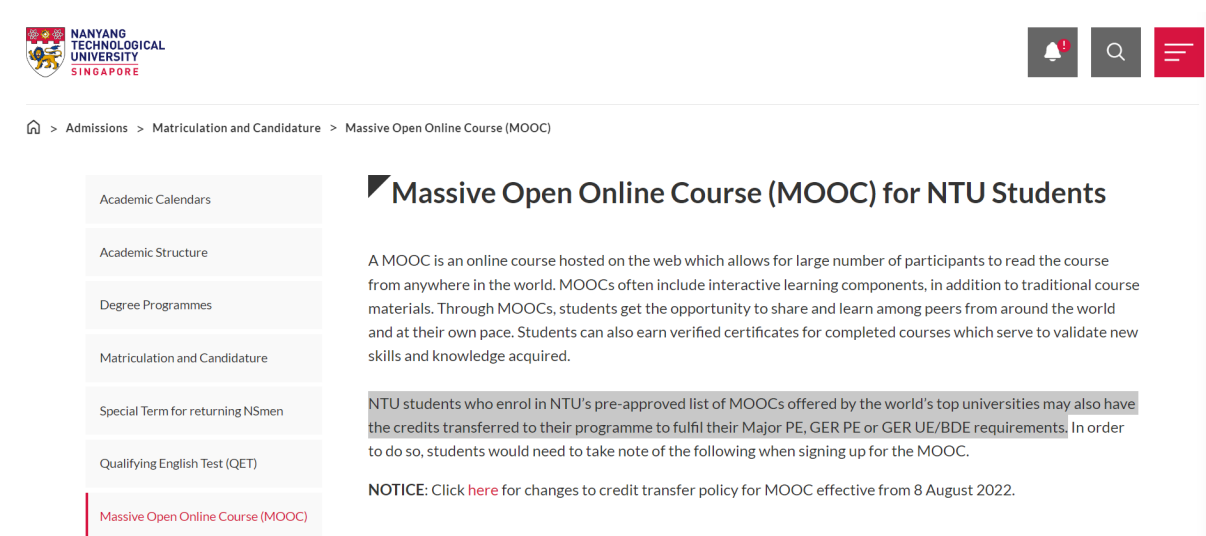 NANYANG
TECHNOLOGICAL
UNIVERSITY
SINGAPORE
!
> Admissions > Matriculation and Candidature > Massive Open Online Course (MOOC)
Academic Calendars
Academic Structure
Degree Programmes
Matriculation and Candidature
Special Term for returning NSmen
Qualifying English Test (QET)
Massive Open Online Course (MOOC)
Massive Open Online Course (MOOC) for NTU Students
A MOOC is an online course hosted on the web which allows for large number of participants to read the course
from anywhere in the world. MOOCs often include interactive learning components, in addition to traditional course
materials. Through MOOCs, students get the opportunity to share and learn among peers from around the world
and at their own pace. Students can also earn verified certificates for completed courses which serve to validate new
skills and knowledge acquired.
NTU students who enrol in NTU’s pre-approved list of MOOCs offered by the world’s top universities may also have
the credits transferred to their programme to fulfil their Major PE, GER PE or GER UE/BDE requirements. In order
to do so, students would need to take note of the following when signing up for the MOOC.
NOTICE: Click here for changes to credit transfer policy for MOOC effective from 8 August 2022.